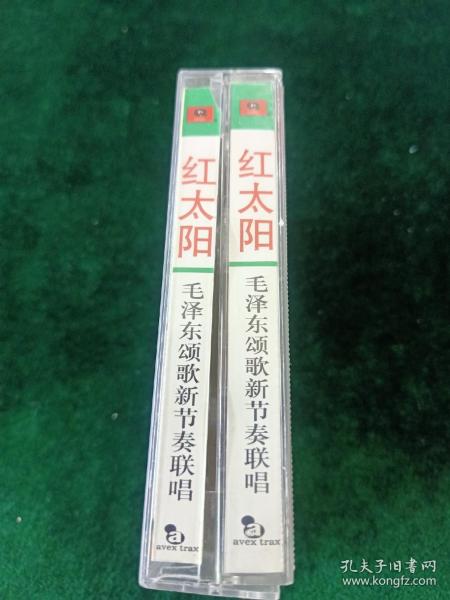 红太阳
毛泽东颂歌新节奏联唱
a
avex trax
红太阳
毛泽东颂歌新节奏联唱
a
avex trax
孔夫子旧书网
www.kongfz.com